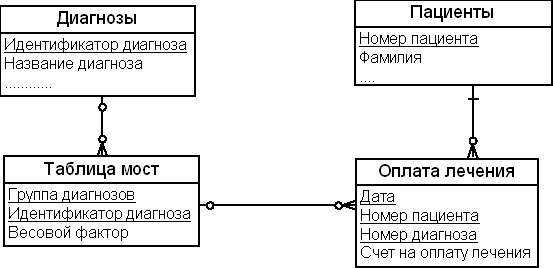 Диагнозы
Идентификатор диагноза
Название диагноза
............
Пациенты
Номер пациента
Фамилия
....
Таблица мост
Группа диагнозов
Идентификатор диагноза
Весовой фактор
Оплата лечения
Дата
Номер пациента
Номер диагноза
Счет на оплату лечения